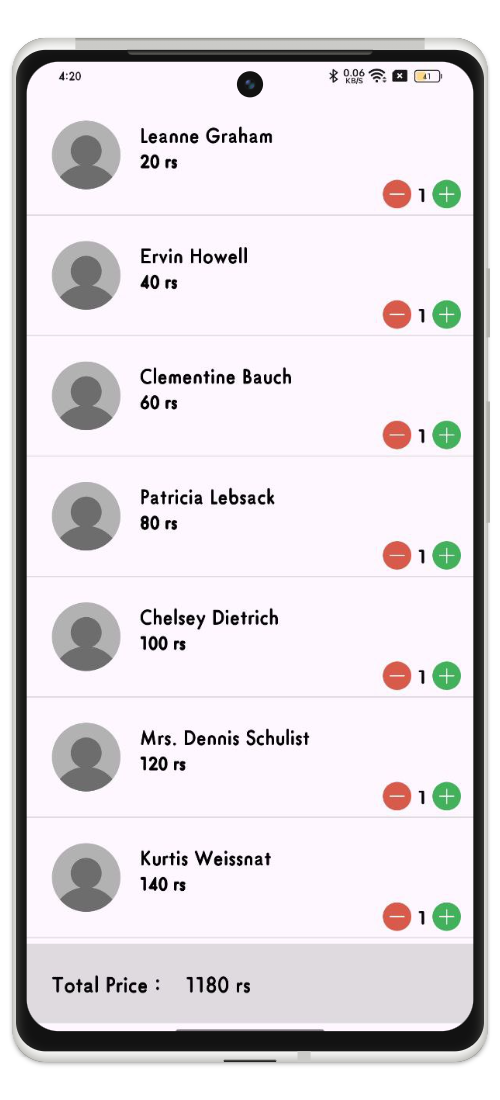 4:20
0.06
KB/S
41
Leanne Graham
20 rs
1
Ervin Howell
40 rs
1
Clementine Bauch
60 rs
1
Patricia Lebsack
80 rs
1
Chelsey Dietrich
100 rs
1
Mrs. Dennis Schulist
120 rs
1
Kurtis Weissnat
140 rs
1
Total Price : 1180 rs